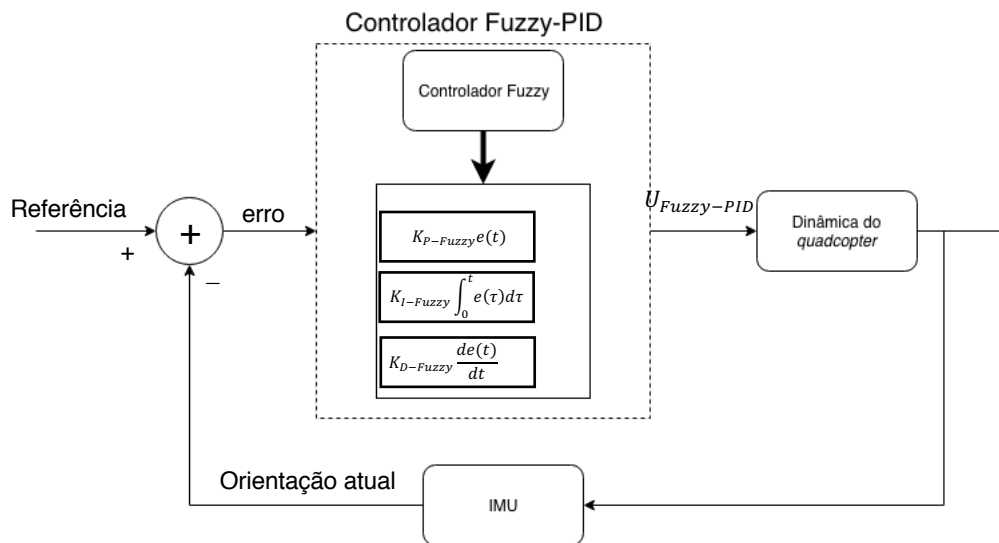 Controlador Fuzzy-PID
Controlador Fuzzy
Referência
+
+
−
erro
K_{P-Fuzzy}e(t)
K_{I-Fuzzy} ∫_0^t e(τ)dτ
K_{D-Fuzzy} de(t)/dt
U_{Fuzzy-PID}
Dinâmica do
quadcopter
Orientação atual
IMU